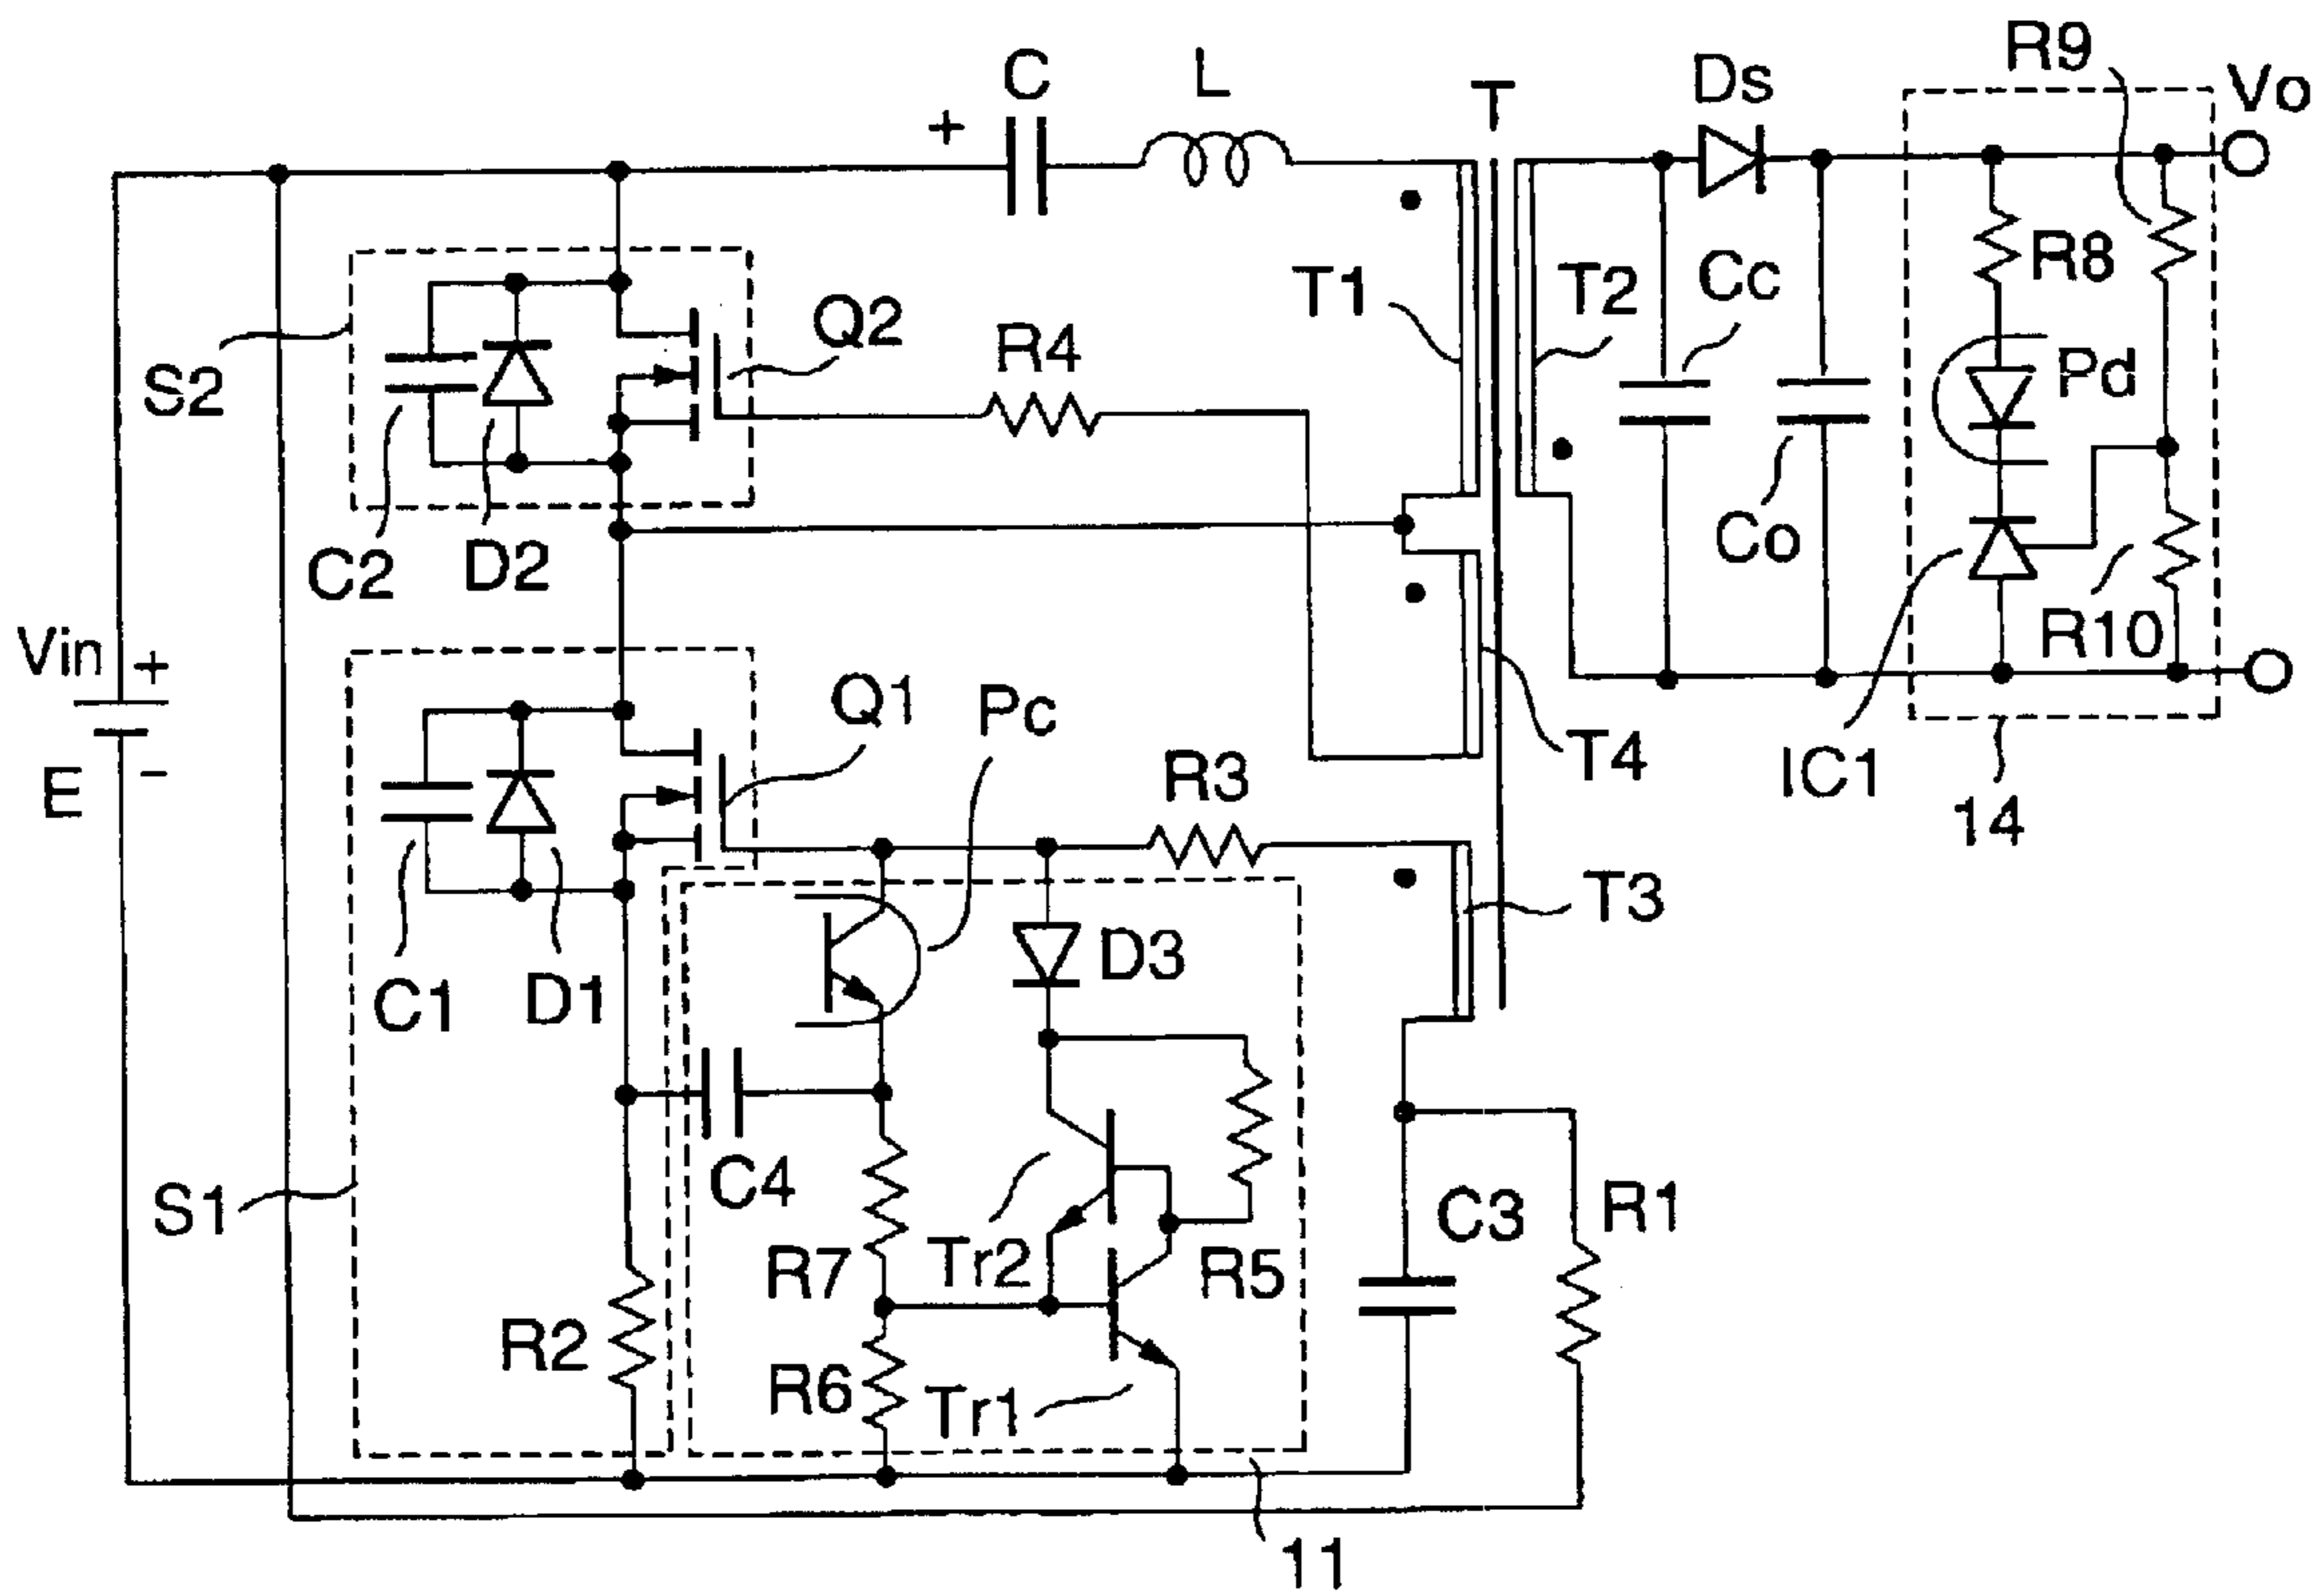 R9
C
L
T
Ds
Vo
+
R8
T1
T2
Cc
Q2
R4
Pd
S2
Co
C2
D2
R10
Vin
+
Q1
Pc
T4
IC1
E
-
R3
14
T3
D3
C1
D1
C4
S1
C3
R1
R7
Tr2
R5
R2
R6
Tr1
11